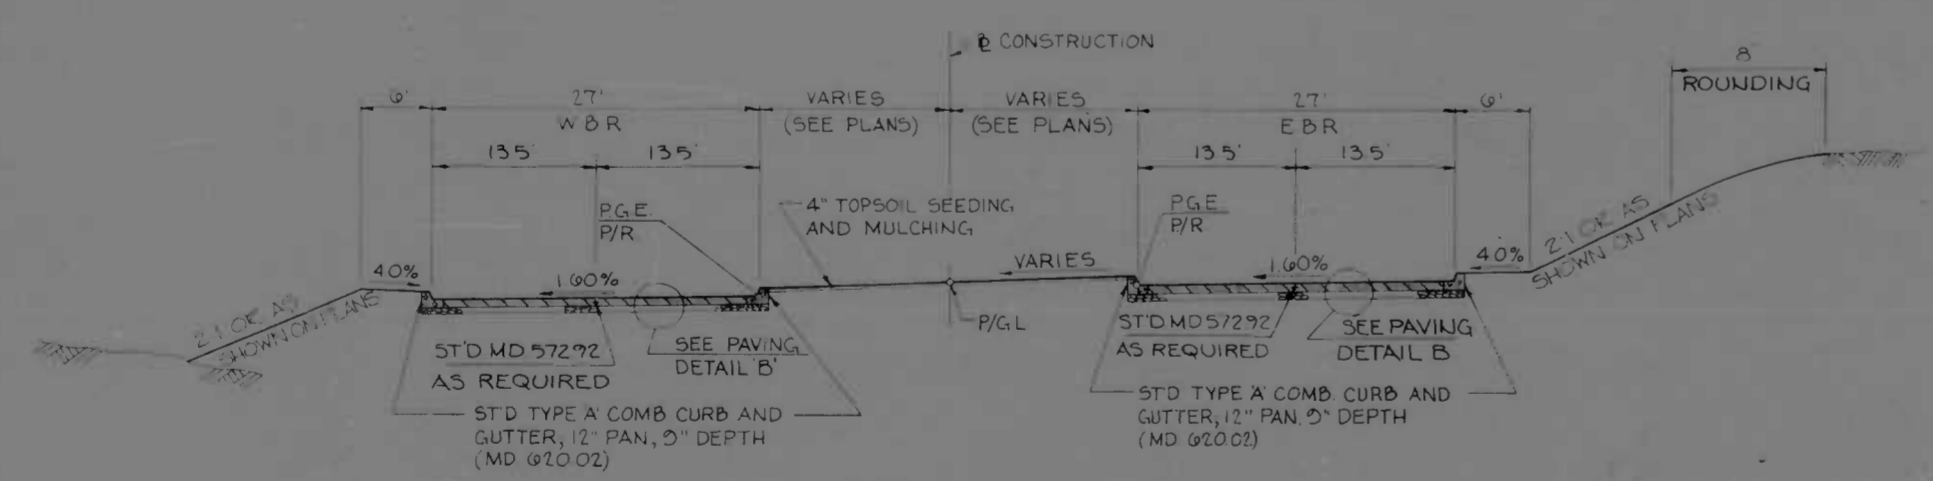 ℄ CONSTRUCTION
8
ROUNDING
6'
27'
WBR
VARIES
(SEE PLANS)
VARIES
(SEE PLANS)
27'
EBR
6'
13.5'
13.5'
13.5'
13.5'
P.G.E.
P/R
4" TOPSOIL SEEDING
AND MULCHING
P.G.E.
P/R
2:1 OR AS
SHOWN ON PLANS
4.0%
1.60%
VARIES
1.60%
4.0%
2:1 OR AS
SHOWN ON PLANS
P/GL
ST'D MD 572.92
AS REQUIRED
SEE PAVING
DETAIL 'B'
ST'D MD 572.92
AS REQUIRED
SEE PAVING
DETAIL B
ST'D TYPE 'A' COMB CURB AND
GUTTER, 12" PAN, 9" DEPTH
(MD 620.02)
ST'D TYPE 'A' COMB. CURB AND
GUTTER, 12" PAN. 9" DEPTH
(MD 620.02)